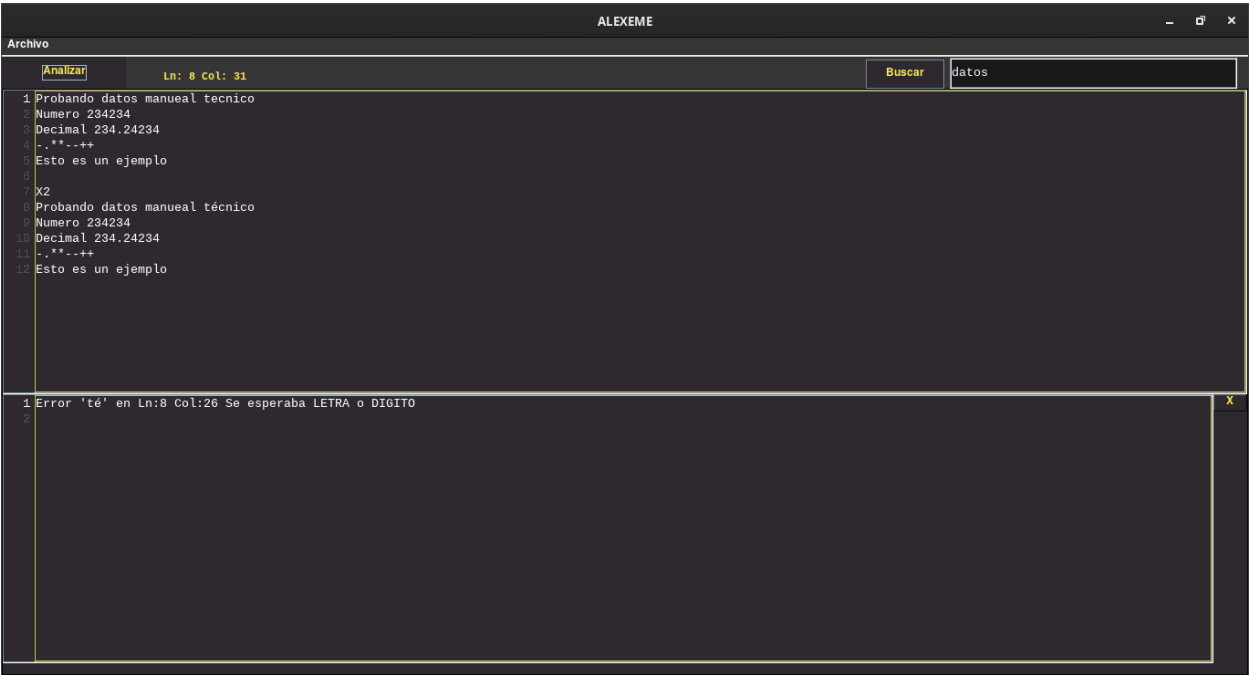 ALEXEME
Archivo
Analizar
Ln: 8 Col: 31
Buscar
datos
1 Probando datos manueal tecnico
2 Numero 234234
3 Decimal 234.24234
4 -.**--++
5 Esto es un ejemplo
6
7 X2
8 Probando datos manueal técnico
9 Numero 234234
10 Decimal 234.24234
11 -.**--++
12 Esto es un ejemplo
1 Error 'té' en Ln:8 Col:26 Se esperaba LETRA o DIGITO
X
2